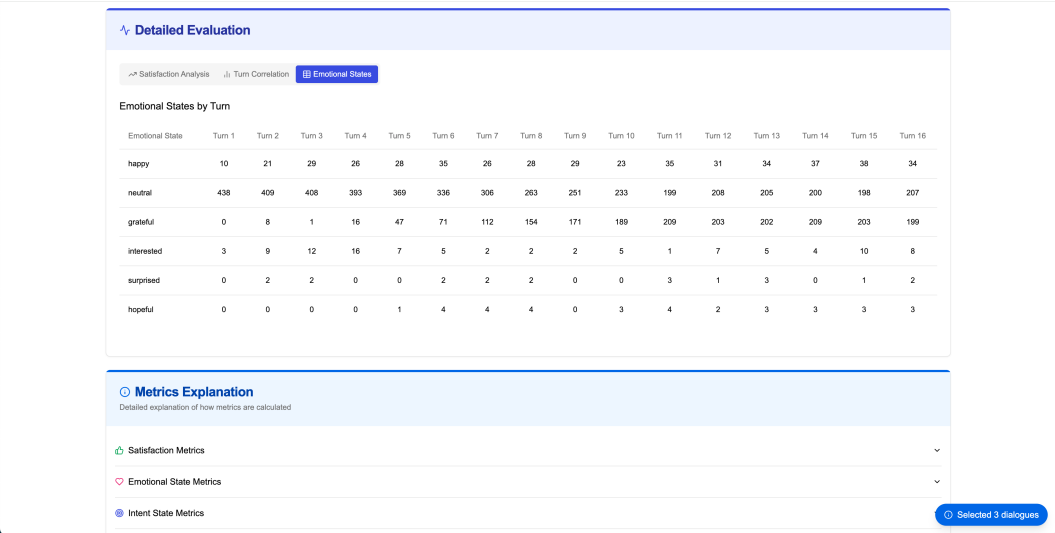 Detailed Evaluation
Satisfaction Analysis Turn Correlation Emotional States
Emotional States by Turn
Emotional State Turn 1 Turn 2 Turn 3 Turn 4 Turn 5 Turn 6 Turn 7 Turn 8 Turn 9 Turn 10 Turn 11 Turn 12 Turn 13 Turn 14 Turn 15 Turn 16
happy 10 21 29 26 28 35 26 28 29 23 35 31 34 37 38 34
neutral 438 409 408 393 369 336 306 263 251 233 199 208 205 200 198 207
grateful 0 8 1 16 47 71 112 154 171 189 209 203 202 209 203 199
interested 3 9 12 16 7 5 2 2 2 5 1 7 5 4 10 8
surprised 0 2 2 0 0 2 2 2 0 0 3 1 3 0 1 2
hopeful 0 0 0 0 1 4 4 4 0 3 4 2 3 3 3 3
Metrics Explanation
Detailed explanation of how metrics are calculated
Satisfaction Metrics
Emotional State Metrics
Intent State Metrics
Selected 3 dialogues